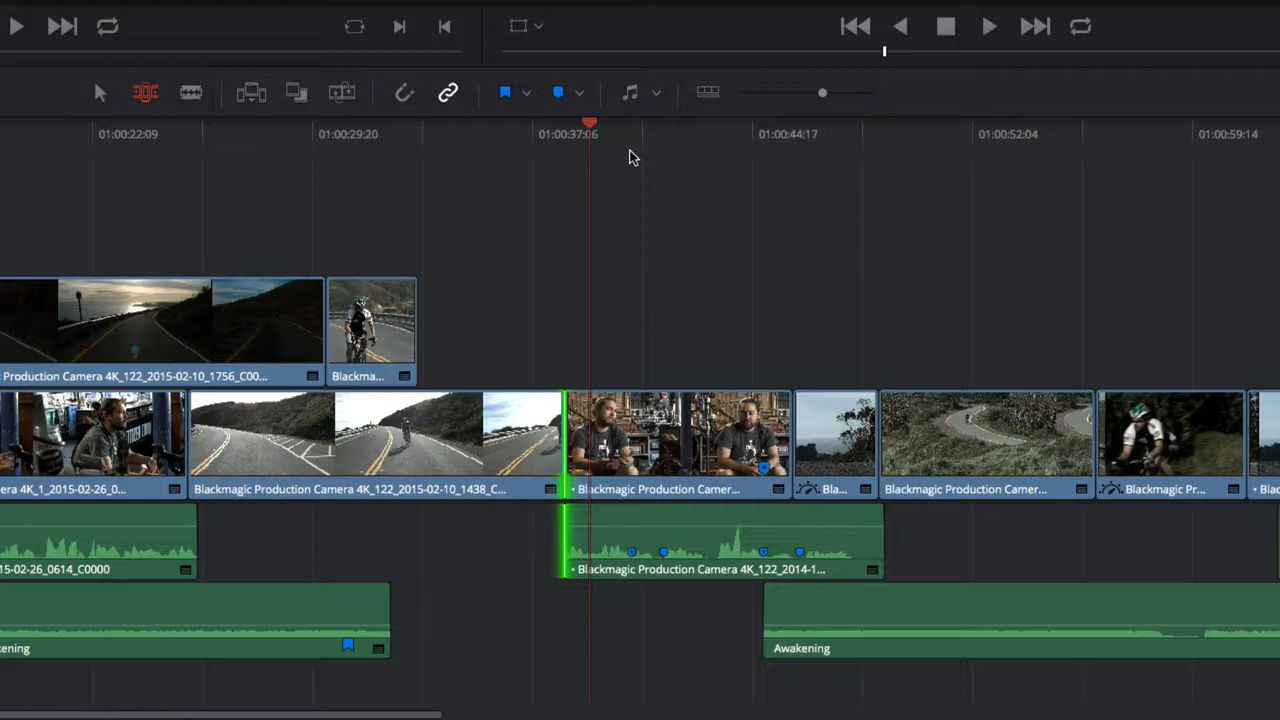 01:00:22:09 01:00:29:20 01:00:37:06 01:00:44:17 01:00:52:04 01:00:59:14
Production Camera 4K_122_2015-02-10_1756_C00... Blackma...
era 4K_1_2015-02-26_0... Blackmagic Production Camera 4K_122_2015-02-10_1438_C... • Blackmagic Production Camer... Bla... Blackmagic Production Camer... Blackmagic Pr... • Blac
15-02-26_0614_C0000 • Blackmagic Production Camera 4K_122_2014-1...
kening Awakening